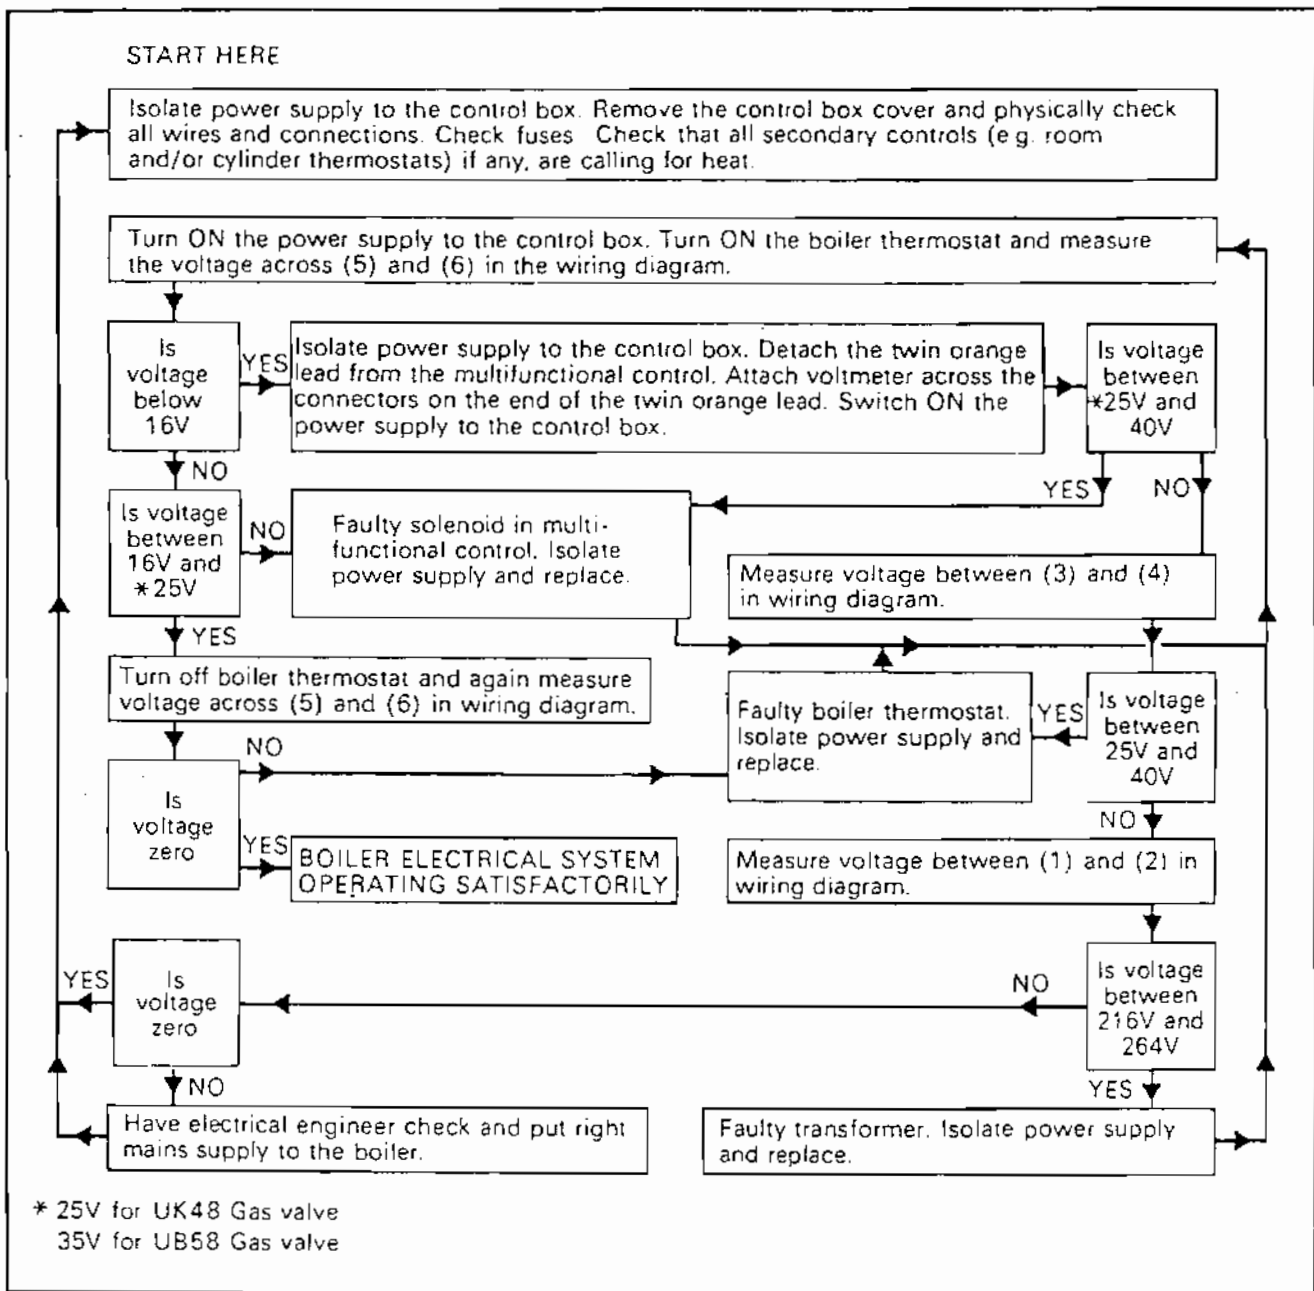 START HERE
Isolate power supply to the control box. Remove the control box cover and physically check
all wires and connections. Check fuses Check that all secondary controls (e g. room
and/or cylinder thermostats) if any, are calling for heat.
Turn ON the power supply to the control box. Turn ON the boiler thermostat and measure
the voltage across (5) and (6) in the wiring diagram.
Is
voltage
below
16V
YES
Isolate power supply to the control box. Detach the twin orange
lead from the multifunctional control. Attach voltmeter across the
connectors on the end of the twin orange lead. Switch ON the
power supply to the control box.
Is voltage
between
*25V and
40V
NO
YES
NO
Is voltage
between
16V and
*25V
NO
Faulty solenoid in multi-
functional control. Isolate
power supply and replace.
Measure voltage between (3) and (4)
in wiring diagram.
YES
Turn off boiler thermostat and again measure
voltage across (5) and (6) in wiring diagram.
Faulty boiler thermostat.
Isolate power supply and
replace.
YES
Is voltage
between
25V and
40V
NO
Is
voltage
zero
YES
BOILER ELECTRICAL SYSTEM
OPERATING SATISFACTORILY
NO
Measure voltage between (1) and (2) in
wiring diagram.
YES
Is
voltage
zero
NO
Is voltage
between
216V and
264V
NO
YES
Have electrical engineer check and put right
mains supply to the boiler.
Faulty transformer. Isolate power supply
and replace.
* 25V for UK48 Gas valve
35V for UB58 Gas valve